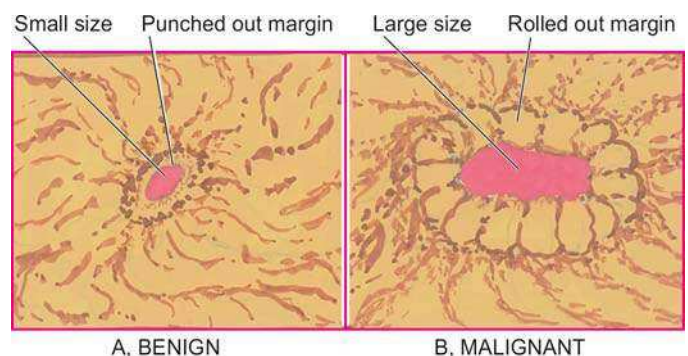 Small size Punched out margin Large size Rolled out margin
A, BENIGN B, MALIGNANT